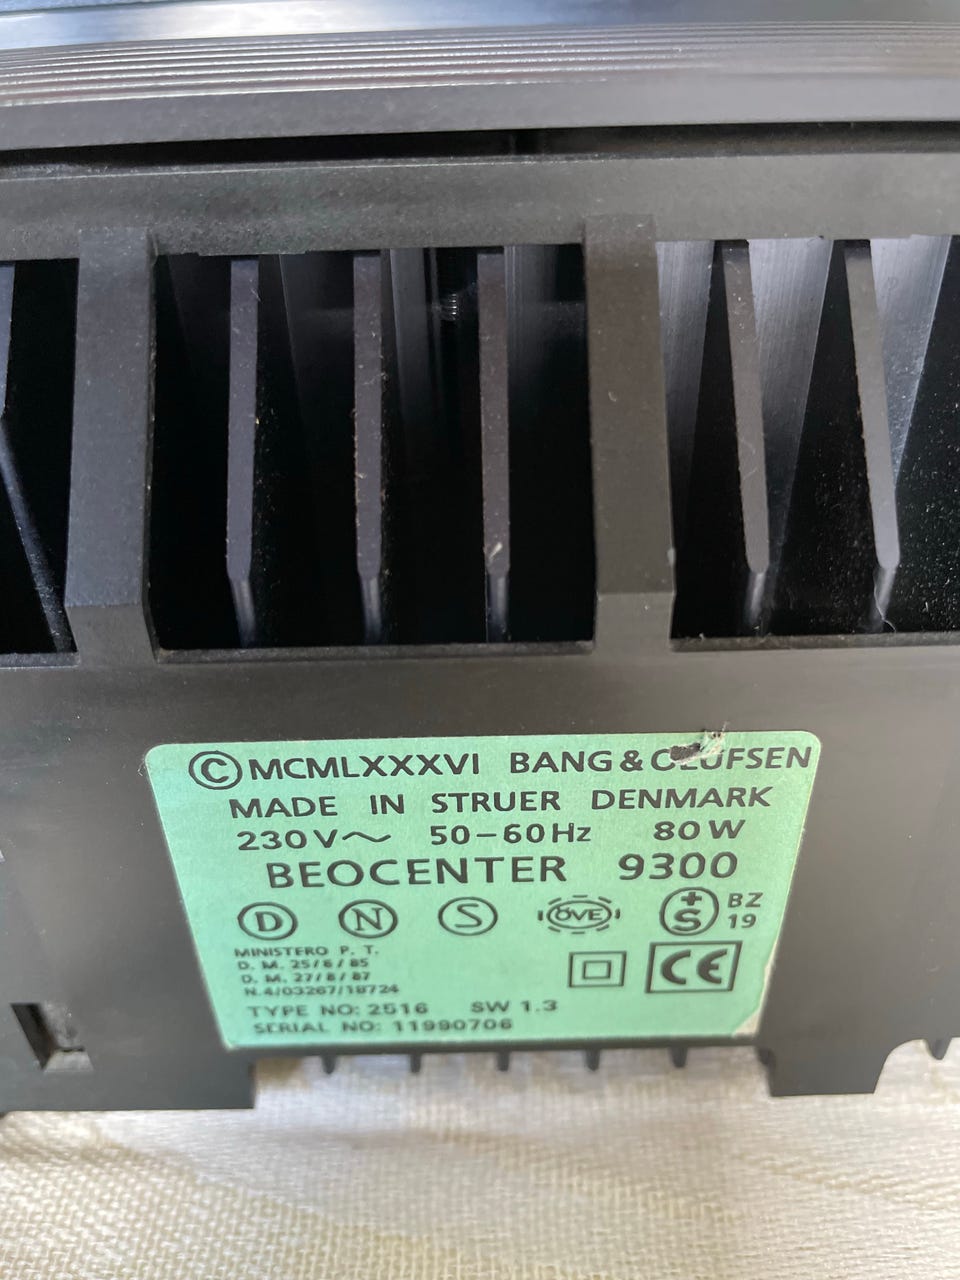 © MCMLXXXVI BANG & OLUFSEN
MADE IN STRUER DENMARK
230V~ 50-60Hz 80W
BEOCENTER 9300
D N S ÖVE +S BZ 19
MINISTERO P. T.
D. M. 25/6/85
D. M. 27/8/87
N.4/03267/18724
CE
TYPE NO: 2516 SW 1.3
SERIAL NO: 11990706